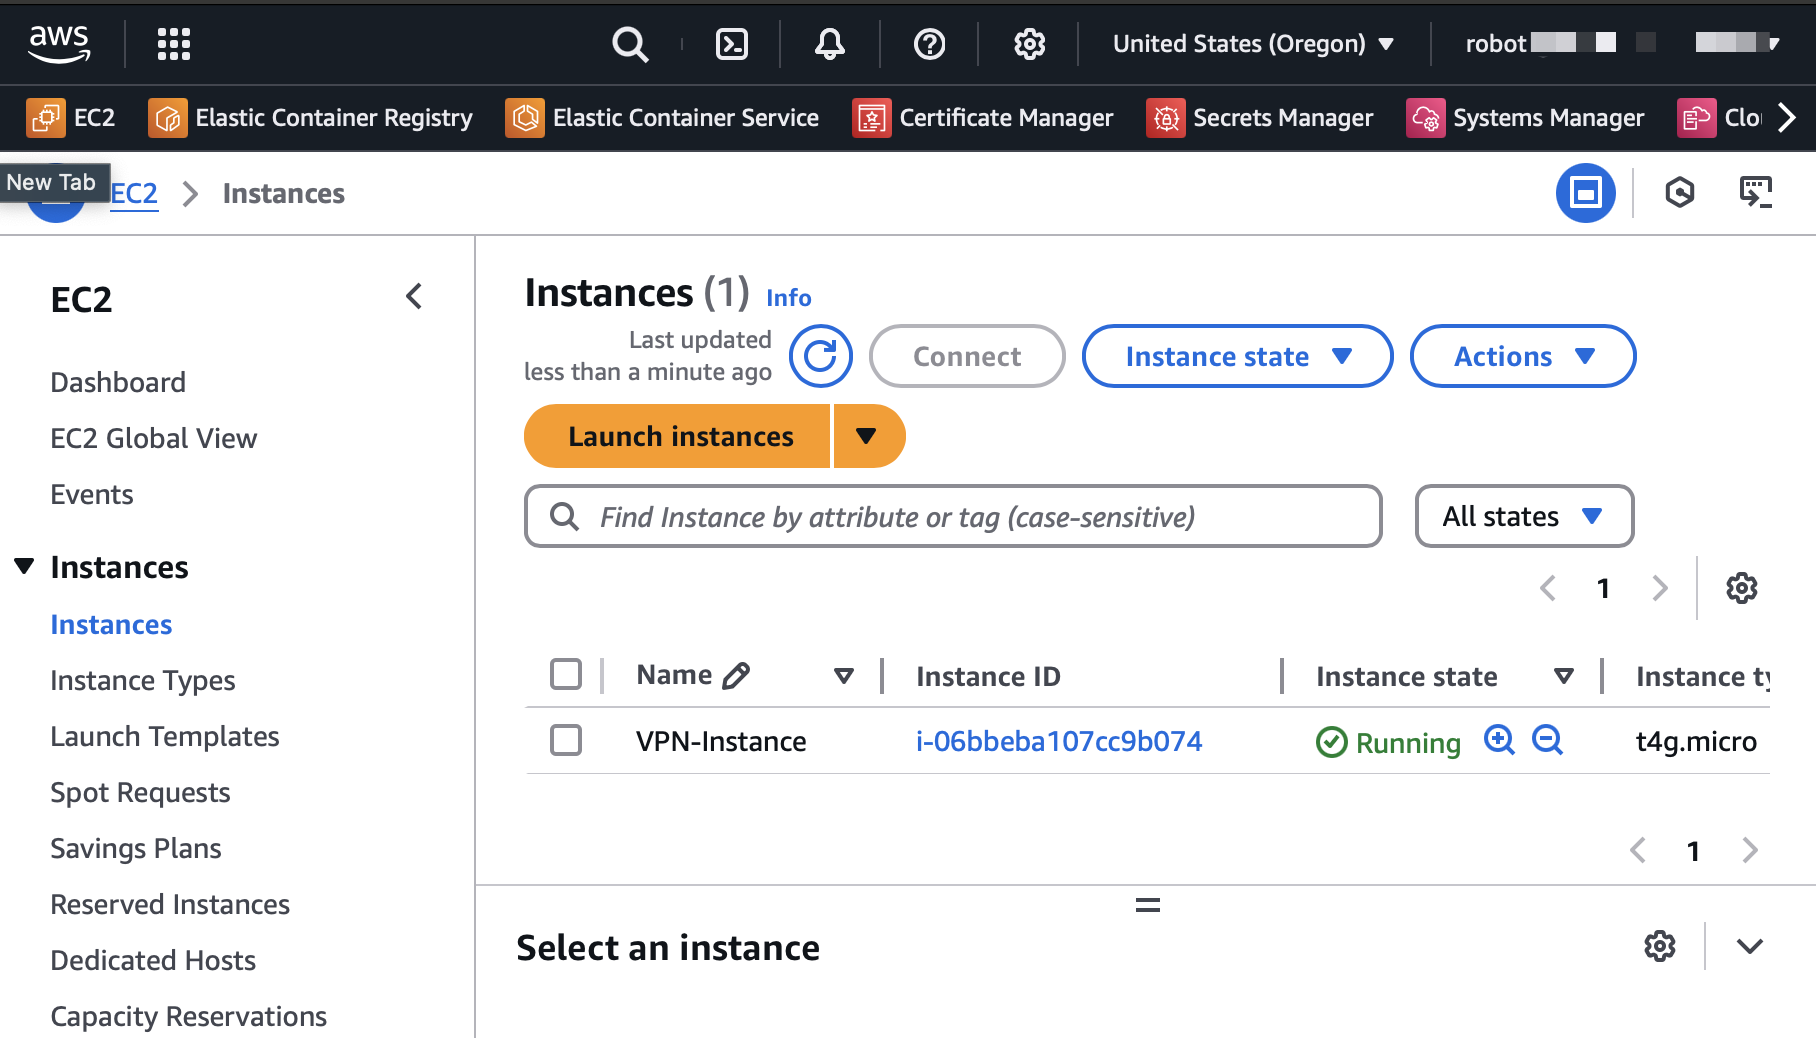 aws
United States (Oregon)
robot
EC2
Elastic Container Registry
Elastic Container Service
Certificate Manager
Secrets Manager
Systems Manager
Clo
New Tab
EC2
Instances
EC2
Dashboard
EC2 Global View
Events
Instances
Instances
Instance Types
Launch Templates
Spot Requests
Savings Plans
Reserved Instances
Dedicated Hosts
Capacity Reservations
Instances (1) Info
Last updated
less than a minute ago
Connect
Instance state
Actions
Launch instances
Find Instance by attribute or tag (case-sensitive)
All states
1
Name
Instance ID
Instance state
Instance ty
VPN-Instance
i-06bbeba107cc9b074
Running
t4g.micro
1
Select an instance